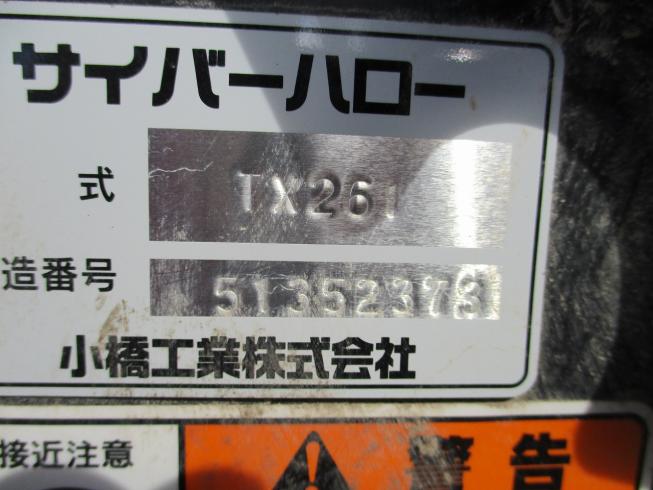 サイバーハロー
式 TX261
造番号 51352373
小橋工業株式会社
接近注意
警告